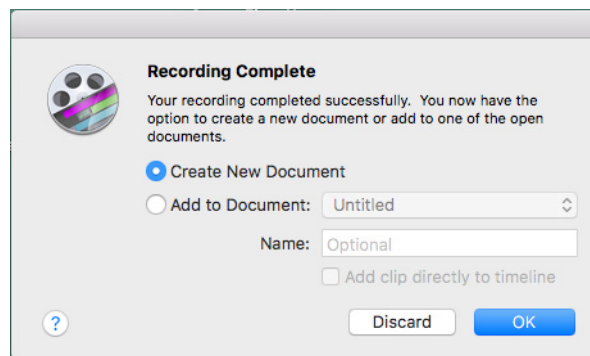 Recording Complete
Your recording completed successfully. You now have the
option to create a new document or add to one of the open
documents.
Create New Document
Add to Document: Untitled
Name: Optional
Add clip directly to timeline
? Discard OK